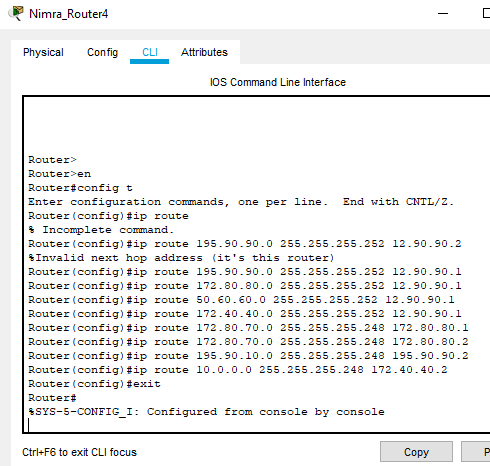 Nimra_Router4
Physical Config CLI Attributes
IOS Command Line Interface
Router>
Router>en
Router#config t
Enter configuration commands, one per line.  End with CNTL/Z.
Router(config)#ip route
% Incomplete command.
Router(config)#ip route 195.90.90.0 255.255.255.252 12.90.90.2
%Invalid next hop address (it's this router)
Router(config)#ip route 195.90.90.0 255.255.255.252 12.90.90.1
Router(config)#ip route 172.80.80.0 255.255.255.252 12.90.90.1
Router(config)#ip route 50.60.60.0 255.255.255.252 12.90.90.1
Router(config)#ip route 172.40.40.0 255.255.255.252 12.90.90.1
Router(config)#ip route 172.80.70.0 255.255.255.248 172.80.80.1
Router(config)#ip route 172.80.70.0 255.255.255.248 172.80.80.2
Router(config)#ip route 195.90.10.0 255.255.255.248 195.90.90.2
Router(config)#ip route 10.0.0.0 255.255.255.248 172.40.40.2
Router(config)#exit
Router#
%SYS-5-CONFIG_I: Configured from console by console
Ctrl+F6 to exit CLI focus
Copy P